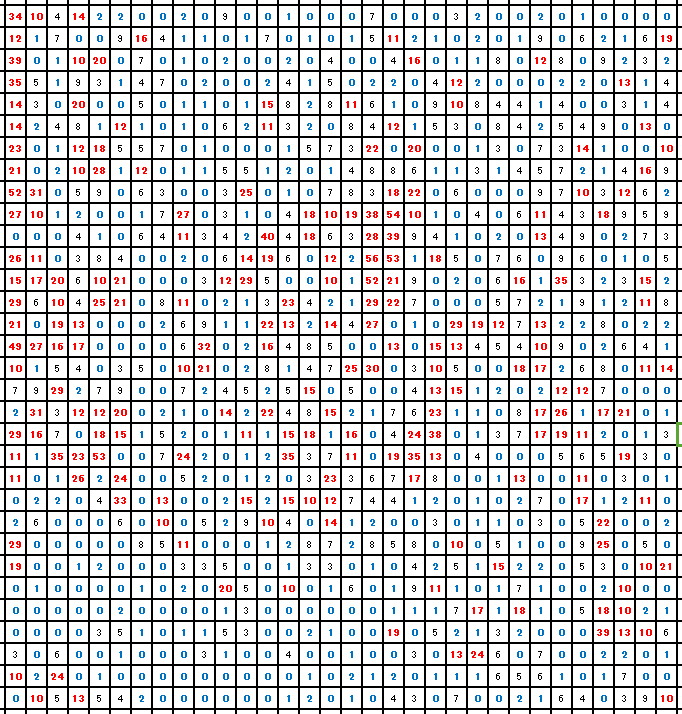 34 10 4 14 2 2 0 0 2 0 9 0 0 1 0 0 0 7 0 0 0 3 2 0 0 2 0 1 0 0 0 0
12 1 7 0 0 9 16 4 1 1 0 1 7 0 1 0 1 5 11 2 1 0 2 0 1 9 0 6 2 1 6 19
39 0 1 10 20 0 7 0 1 0 2 0 0 2 0 4 0 0 4 16 0 1 1 8 0 12 8 0 9 2 3 2
35 5 1 9 3 1 4 7 0 2 0 0 2 4 1 5 0 2 2 0 4 12 2 0 0 0 2 2 0 13 1 4
14 3 0 20 0 0 5 0 1 1 0 1 15 8 2 8 11 6 1 0 9 10 8 4 4 1 4 0 0 3 1 4
14 2 4 8 1 12 1 0 1 0 6 2 11 3 2 0 8 4 12 1 5 3 0 8 4 2 5 4 9 0 13 0
23 0 1 12 18 5 5 7 0 1 0 0 0 0 1 5 7 3 22 0 20 0 0 1 3 0 7 3 14 1 0 0 10
21 0 2 10 28 1 12 0 1 1 5 5 1 2 0 1 4 8 8 6 1 1 3 1 4 5 7 2 1 4 16 9
52 31 0 5 9 0 6 3 0 0 3 25 0 1 0 7 8 3 18 22 0 6 0 0 0 9 7 10 3 12 6 2
27 10 1 2 0 0 1 7 27 0 3 1 0 4 18 10 19 38 54 10 1 0 4 0 6 11 4 3 18 9 5 9
0 0 0 4 1 0 6 4 11 3 4 2 40 4 18 6 3 28 39 9 4 1 0 2 0 13 4 9 0 2 7 3
26 11 0 3 8 4 0 0 2 0 6 14 19 6 0 12 2 56 53 1 18 5 0 7 6 0 9 6 0 1 0 5
15 17 20 6 10 21 0 0 0 3 12 29 5 0 0 10 1 52 21 9 0 2 0 6 16 1 35 3 2 3 15 2
29 6 10 4 25 21 0 8 11 0 2 1 3 23 4 2 1 29 22 7 0 0 0 5 7 2 1 9 1 2 11 8
21 0 19 13 0 0 0 2 6 9 1 1 22 13 2 14 4 27 0 1 0 29 19 12 7 13 2 2 8 0 2 2
49 27 16 17 0 0 0 0 6 32 0 2 16 4 8 5 0 0 13 0 15 13 4 5 4 10 9 0 2 6 4 1
10 1 5 4 0 3 5 0 10 21 0 2 8 1 4 7 25 30 0 3 10 5 0 0 18 17 2 6 8 0 11 14
7 9 29 2 7 9 0 0 7 2 4 5 2 5 15 0 5 0 0 4 13 15 1 2 0 2 12 12 7 0 0 0
2 31 3 12 12 20 0 2 1 0 14 2 22 4 8 15 2 1 7 6 23 1 1 0 8 17 26 1 17 21 0 1
29 16 7 0 18 15 1 5 2 0 1 11 1 15 18 1 16 0 4 24 38 0 1 3 7 17 19 11 2 0 1 3
11 1 35 23 53 0 0 7 24 2 0 1 2 35 3 7 11 0 19 35 13 0 4 0 0 0 5 6 5 19 3 0
11 0 1 26 2 24 0 0 5 2 0 1 2 0 3 23 3 6 7 17 8 0 0 1 13 0 0 11 0 3 0 1
0 2 2 0 4 33 0 13 0 0 2 15 2 15 10 12 7 4 4 1 2 0 1 0 2 7 0 17 1 2 11 0
2 6 0 0 0 6 0 10 0 5 2 9 10 4 0 14 1 2 0 0 3 0 1 1 0 3 0 5 22 0 0 2
29 0 0 0 0 0 8 5 11 0 0 0 1 2 8 7 2 8 5 8 0 10 0 5 1 0 0 9 25 0 5 0
19 0 0 1 2 0 0 0 3 3 5 0 0 1 3 3 0 1 0 4 2 5 1 15 2 2 0 5 3 0 10 21
0 1 0 0 0 0 1 0 2 0 20 5 0 10 0 1 6 0 1 9 11 1 0 1 7 1 0 0 2 10 0 0
0 0 0 0 0 2 0 0 0 0 1 3 0 0 0 0 0 0 1 1 1 7 17 1 18 1 0 5 18 10 2 1
0 0 0 0 3 5 1 0 1 1 5 3 0 0 2 1 0 0 19 0 5 2 1 3 2 0 0 0 39 13 10 6
3 0 6 0 0 1 0 0 0 3 1 0 0 4 0 0 1 0 0 3 0 13 24 6 0 7 0 0 2 2 0 1
10 2 24 0 1 0 0 0 0 0 0 0 0 0 0 1 0 2 1 2 0 1 1 1 6 5 6 1 0 7 0 0
0 10 5 13 5 4 2 0 0 0 0 0 1 2 0 1 0 4 3 0 7 0 0 2 1 6 4 0 3 9 10